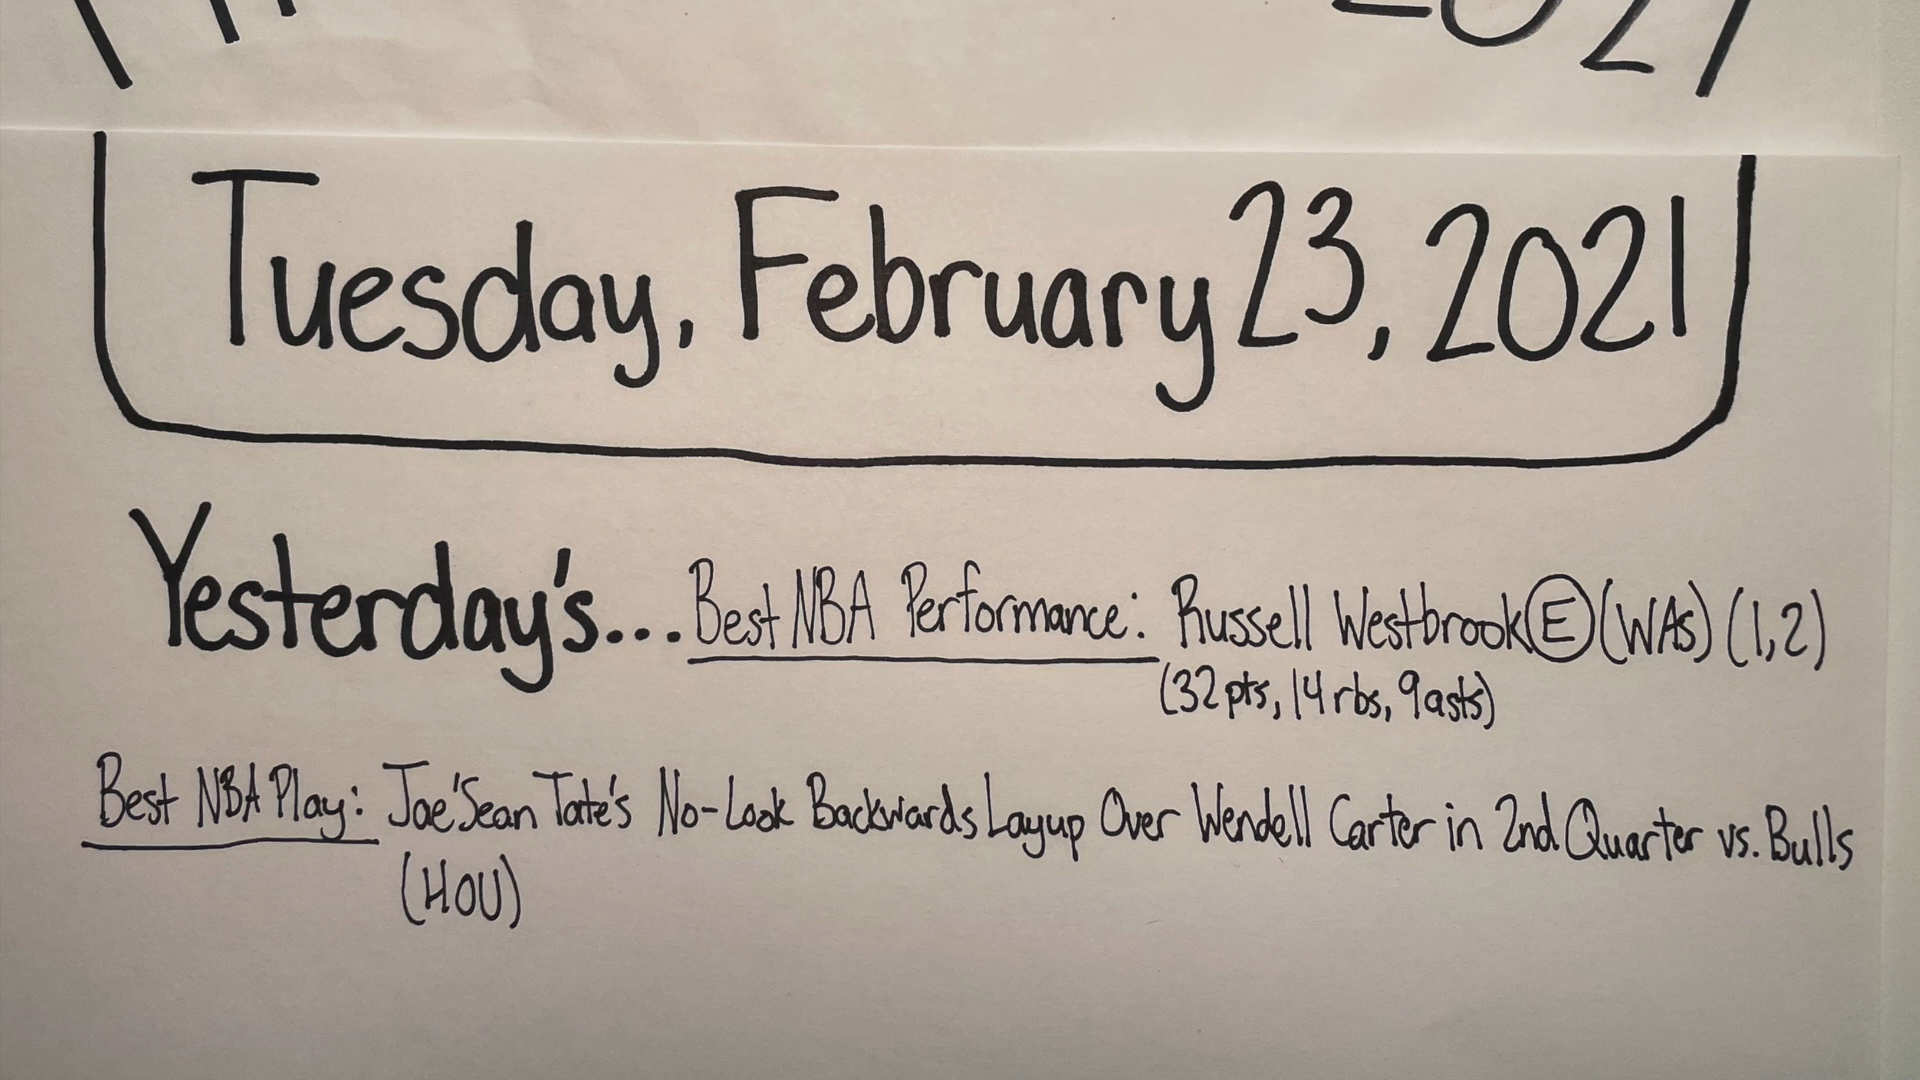 Tuesday, February 23, 2021
Yesterday's... Best NBA Performance: Russell Westbrook Ⓔ (WAS) (1,2)
(32 pts, 14 rbs, 9 asts)
Best NBA Play: Jae'Sean Tate's No-Look Backwards Layup Over Wendell Carter in 2nd Quarter vs. Bulls
(HOU)